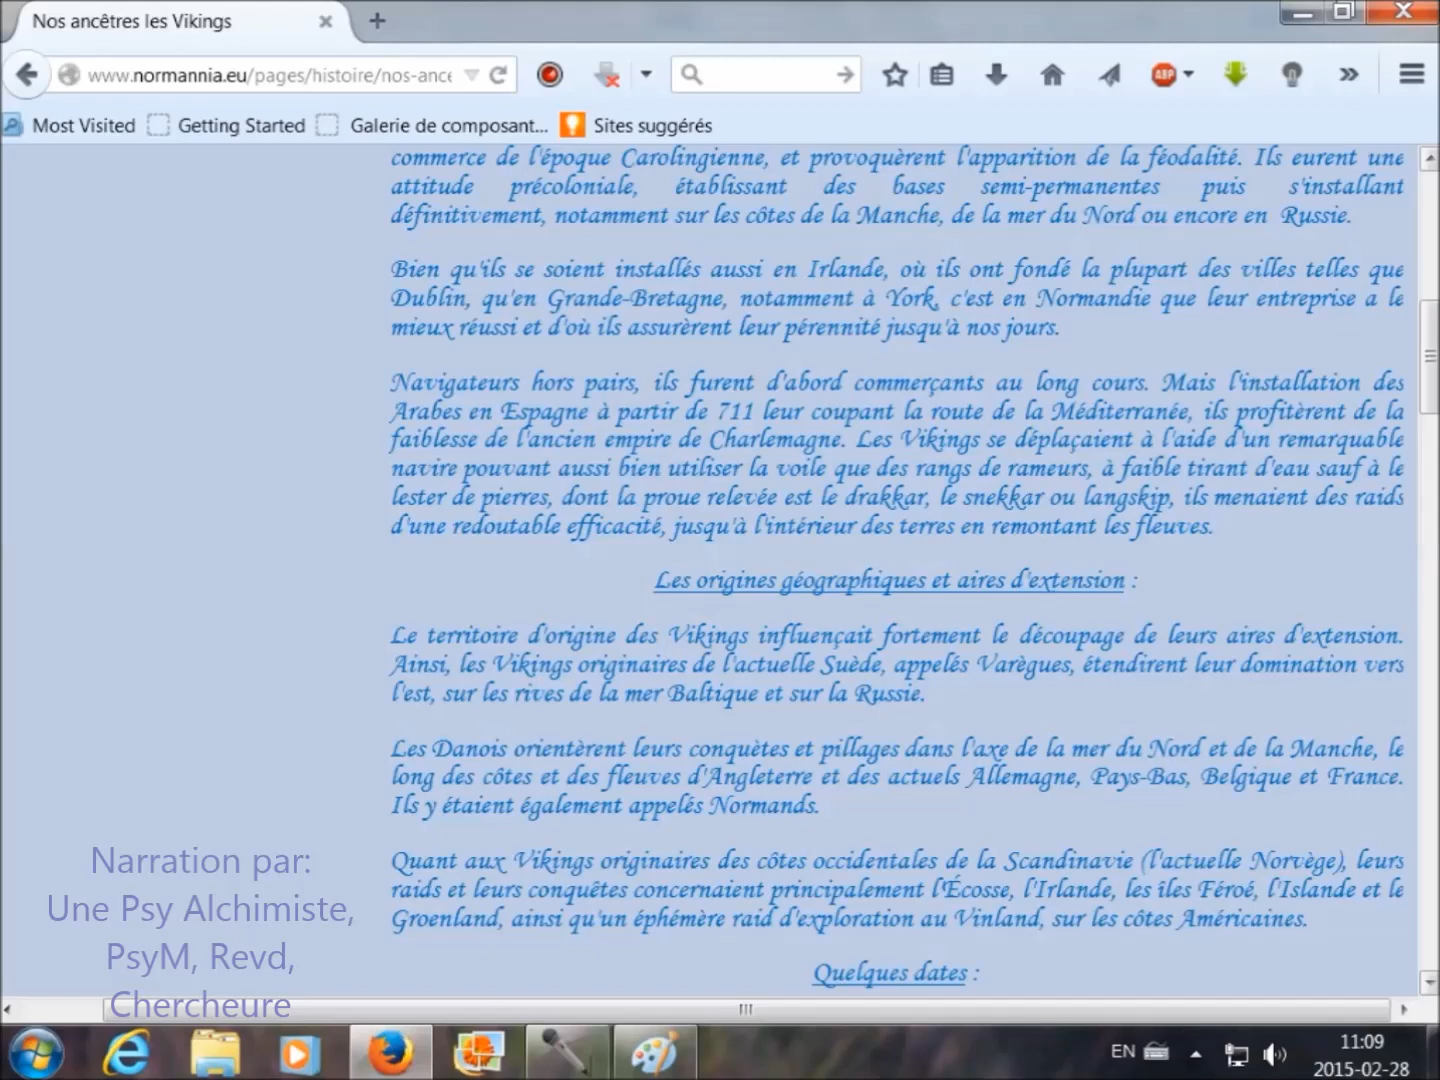 Nos ancêtres les Vikings
www.normannia.eu/pages/histoire/nos-ance
Most Visited
Getting Started
Galerie de composant...
Sites suggérés
commerce de l'époque Carolingienne, et provoquèrent l'apparition de la féodalité. Ils eurent une
attitude précoloniale, établissant des bases semi-permanentes puis s'installant
définitivement, notamment sur les côtes de la Manche, de la mer du Nord ou encore en Russie.
Bien qu'ils se soient installés aussi en Irlande, où ils ont fondé la plupart des villes telles que
Dublin, qu'en Grande-Bretagne, notamment à York, c'est en Normandie que leur entreprise a le
mieux réussi et d'où ils assurèrent leur pérennité jusqu'à nos jours.
Navigateurs hors pairs, ils furent d'abord commerçants au long cours. Mais l'installation des
Arabes en Espagne à partir de 711 leur coupant la route de la Méditerranée, ils profitèrent de la
faiblesse de l'ancien empire de Charlemagne. Les Vikings se déplaçaient à l'aide d'un remarquable
navire pouvant aussi bien utiliser la voile que des rangs de rameurs, à faible tirant d'eau sauf à le
lester de pierres, dont la proue relevée est le drakkar, le snekkar ou langskip, ils menaient des raids
d'une redoutable efficacité, jusqu'à l'intérieur des terres en remontant les fleuves.
Les origines géographiques et aires d'extension :
Le territoire d'origine des Vikings influençait fortement le découpage de leurs aires d'extension.
Ainsi, les Vikings originaires de l'actuelle Suède, appelés Varègues, étendirent leur domination vers
l'est, sur les rives de la mer Baltique et sur la Russie.
Les Danois orientèrent leurs conquètes et pillages dans l'axe de la mer du Nord et de la Manche, le
long des côtes et des fleuves d'Angleterre et des actuels Allemagne, Pays-Bas, Belgique et France.
Ils y étaient également appelés Normands.
Quant aux Vikings originaires des côtes occidentales de la Scandinavie (l'actuelle Norvège), leurs
raids et leurs conquêtes concernaient principalement l'Écosse, l'Irlande, les îles Féroé, l'Islande et le
Groenland, ainsi qu'un éphémère raid d'exploration au Vinland, sur les côtes Américaines.
Quelques dates :
Narration par:
Une Psy Alchimiste,
PsyM, Revd,
Chercheure
ABP
EN
11:09
2015-02-28